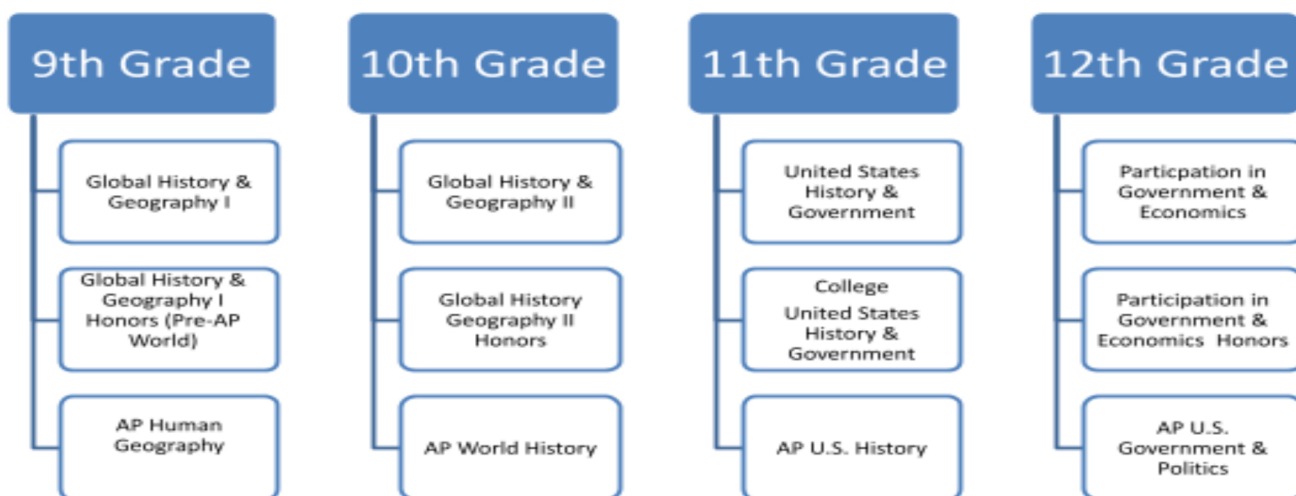 9th Grade
Global History &
Geography I
Global History &
Geography I
Honors (Pre-AP
World)
AP Human
Geography
10th Grade
Global History &
Geography II
Global History
Geography II
Honors
AP World History
11th Grade
United States
History &
Government
College
United States
History &
Government
AP U.S. History
12th Grade
Particpation in
Government &
Economics
Participation in
Government &
Economics Honors
AP U.S.
Government &
Politics